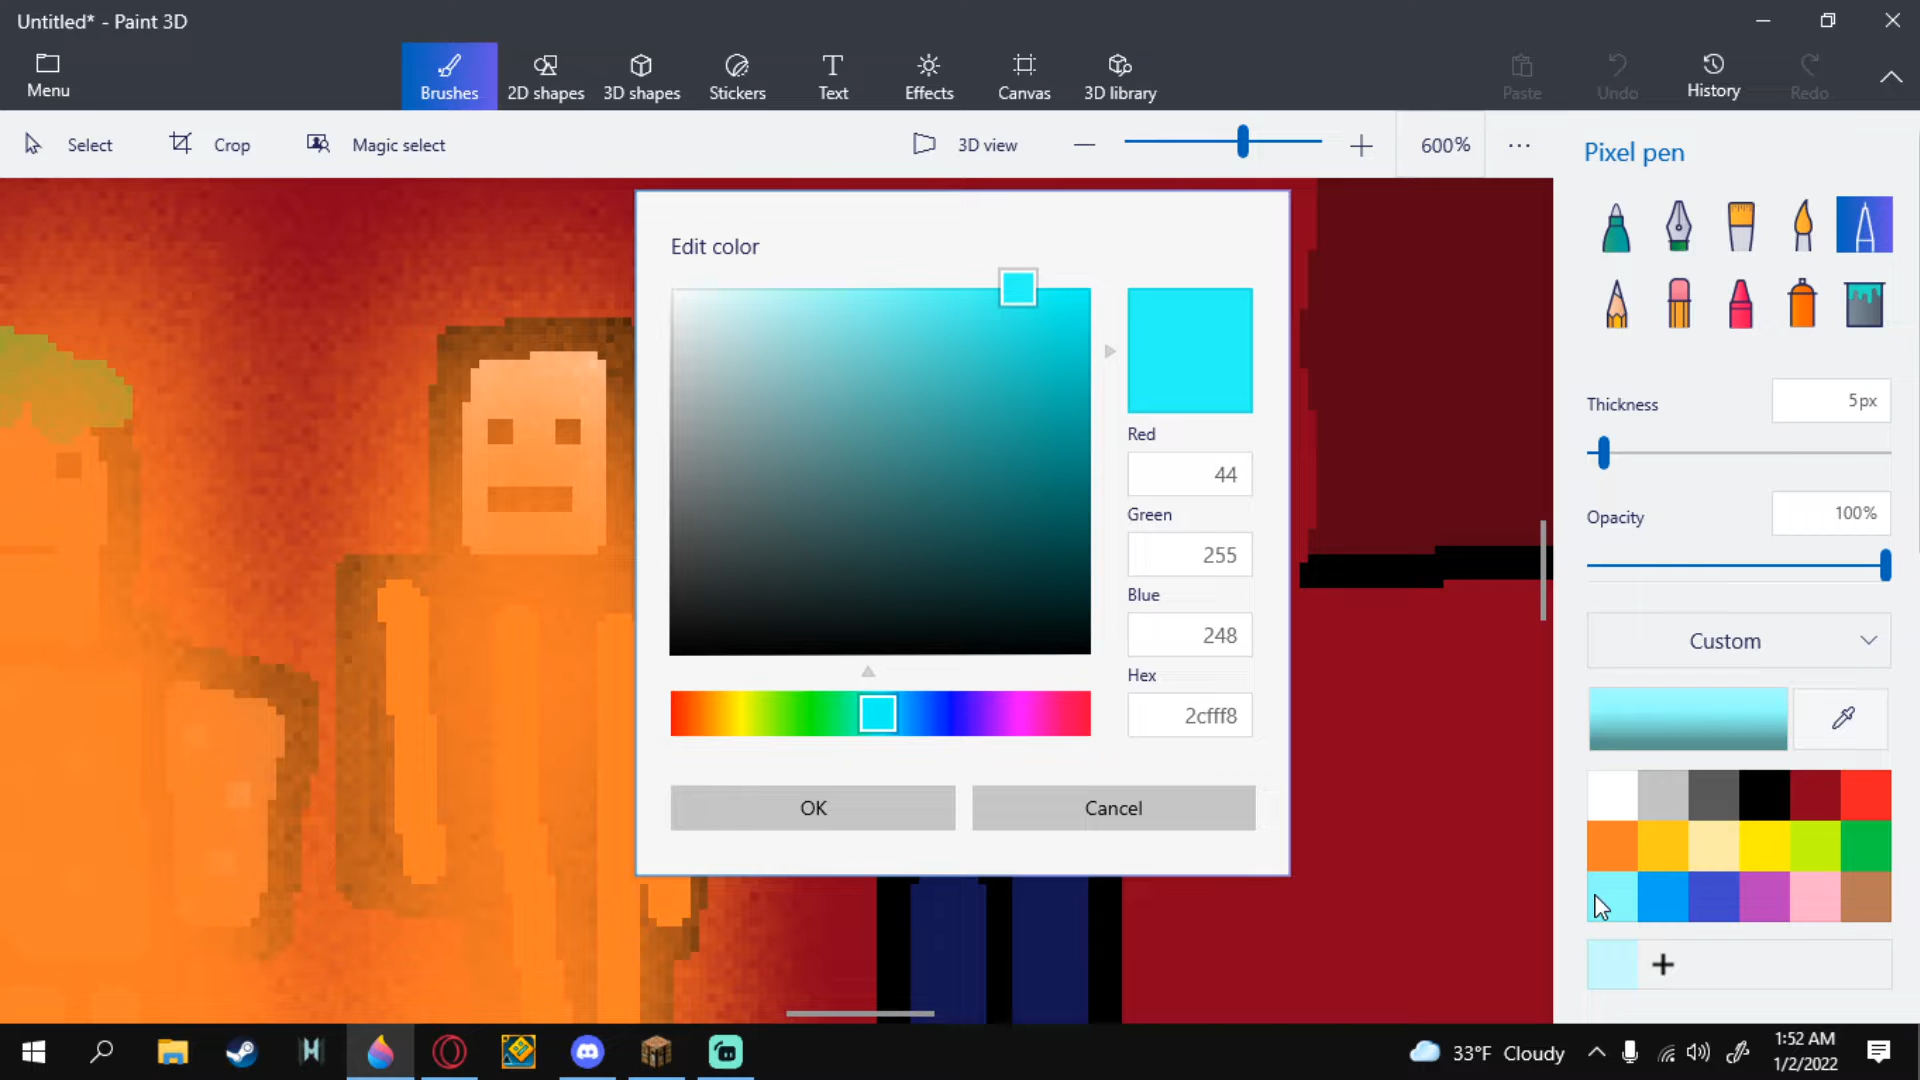 Untitled* - Paint 3D
Menu
Brushes
2D shapes
3D shapes
Stickers
Text
Effects
Canvas
3D library
Paste
Undo
History
Redo
Select
Crop
Magic select
3D view
600%
Pixel pen
Thickness
5px
Opacity
100%
Custom
Edit color
Red
44
Green
255
Blue
248
Hex
2cfff8
OK
Cancel
33°F Cloudy
1:52 AM
1/2/2022